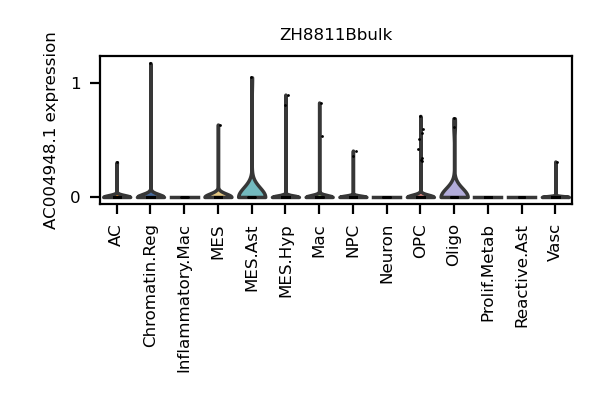 ZH8811Bbulk
AC004948.1 expression
1
0
AC
Chromatin.Reg
Inflammatory.Mac
MES
MES.Ast
MES.Hyp
Mac
NPC
Neuron
OPC
Oligo
Prolif.Metab
Reactive.Ast
Vasc